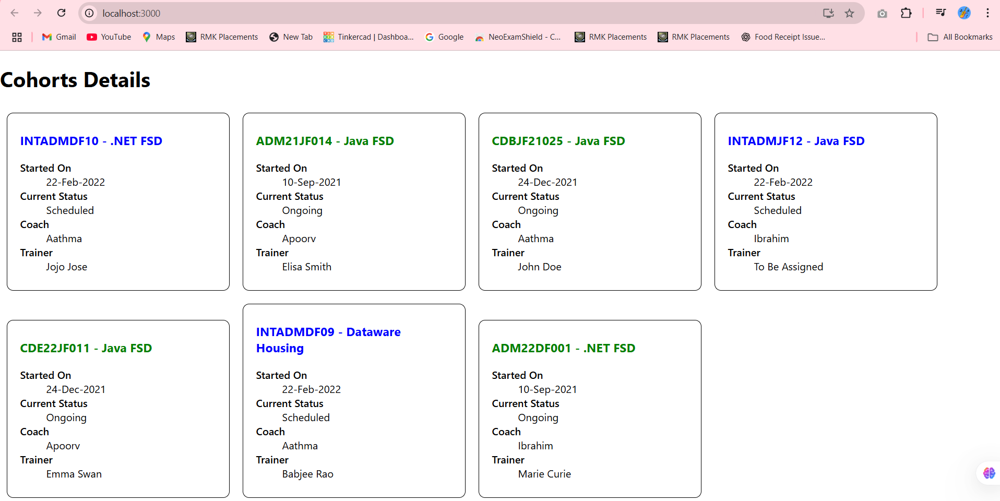 localhost:3000
Gmail YouTube Maps RMK Placements New Tab Tinkercad | Dashboa... Google NeoExamShield - C... RMK Placements RMK Placements Food Receipt Issue... All Bookmarks
Cohorts Details
INTADMDF10 - .NET FSD
Started On
22-Feb-2022
Current Status
Scheduled
Coach
Aathma
Trainer
Jojo Jose
ADM21JF014 - Java FSD
Started On
10-Sep-2021
Current Status
Ongoing
Coach
Apoorv
Trainer
Elisa Smith
CDBJF21025 - Java FSD
Started On
24-Dec-2021
Current Status
Ongoing
Coach
Aathma
Trainer
John Doe
INTADMJF12 - Java FSD
Started On
22-Feb-2022
Current Status
Scheduled
Coach
Ibrahim
Trainer
To Be Assigned
CDE22JF011 - Java FSD
Started On
24-Dec-2021
Current Status
Ongoing
Coach
Apoorv
Trainer
Emma Swan
INTADMDF09 - Dataware
Housing
Started On
22-Feb-2022
Current Status
Scheduled
Coach
Aathma
Trainer
Babjee Rao
ADM22DF001 - .NET FSD
Started On
10-Sep-2021
Current Status
Ongoing
Coach
Ibrahim
Trainer
Marie Curie